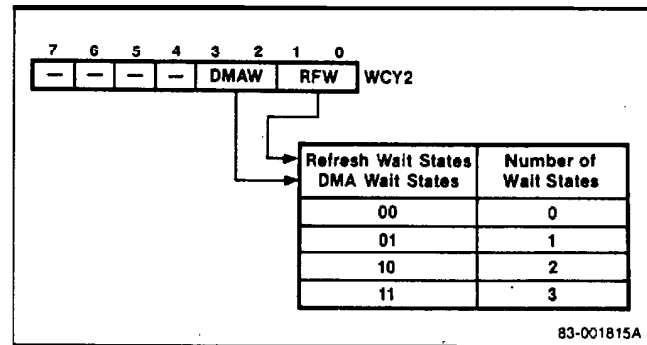 7 6 5 4 3 2 1 0
— — — — DMAW RFW WCY2
Refresh Wait States Number of
DMA Wait States Wait States
00 0
01 1
10 2
11 3
83-001815A